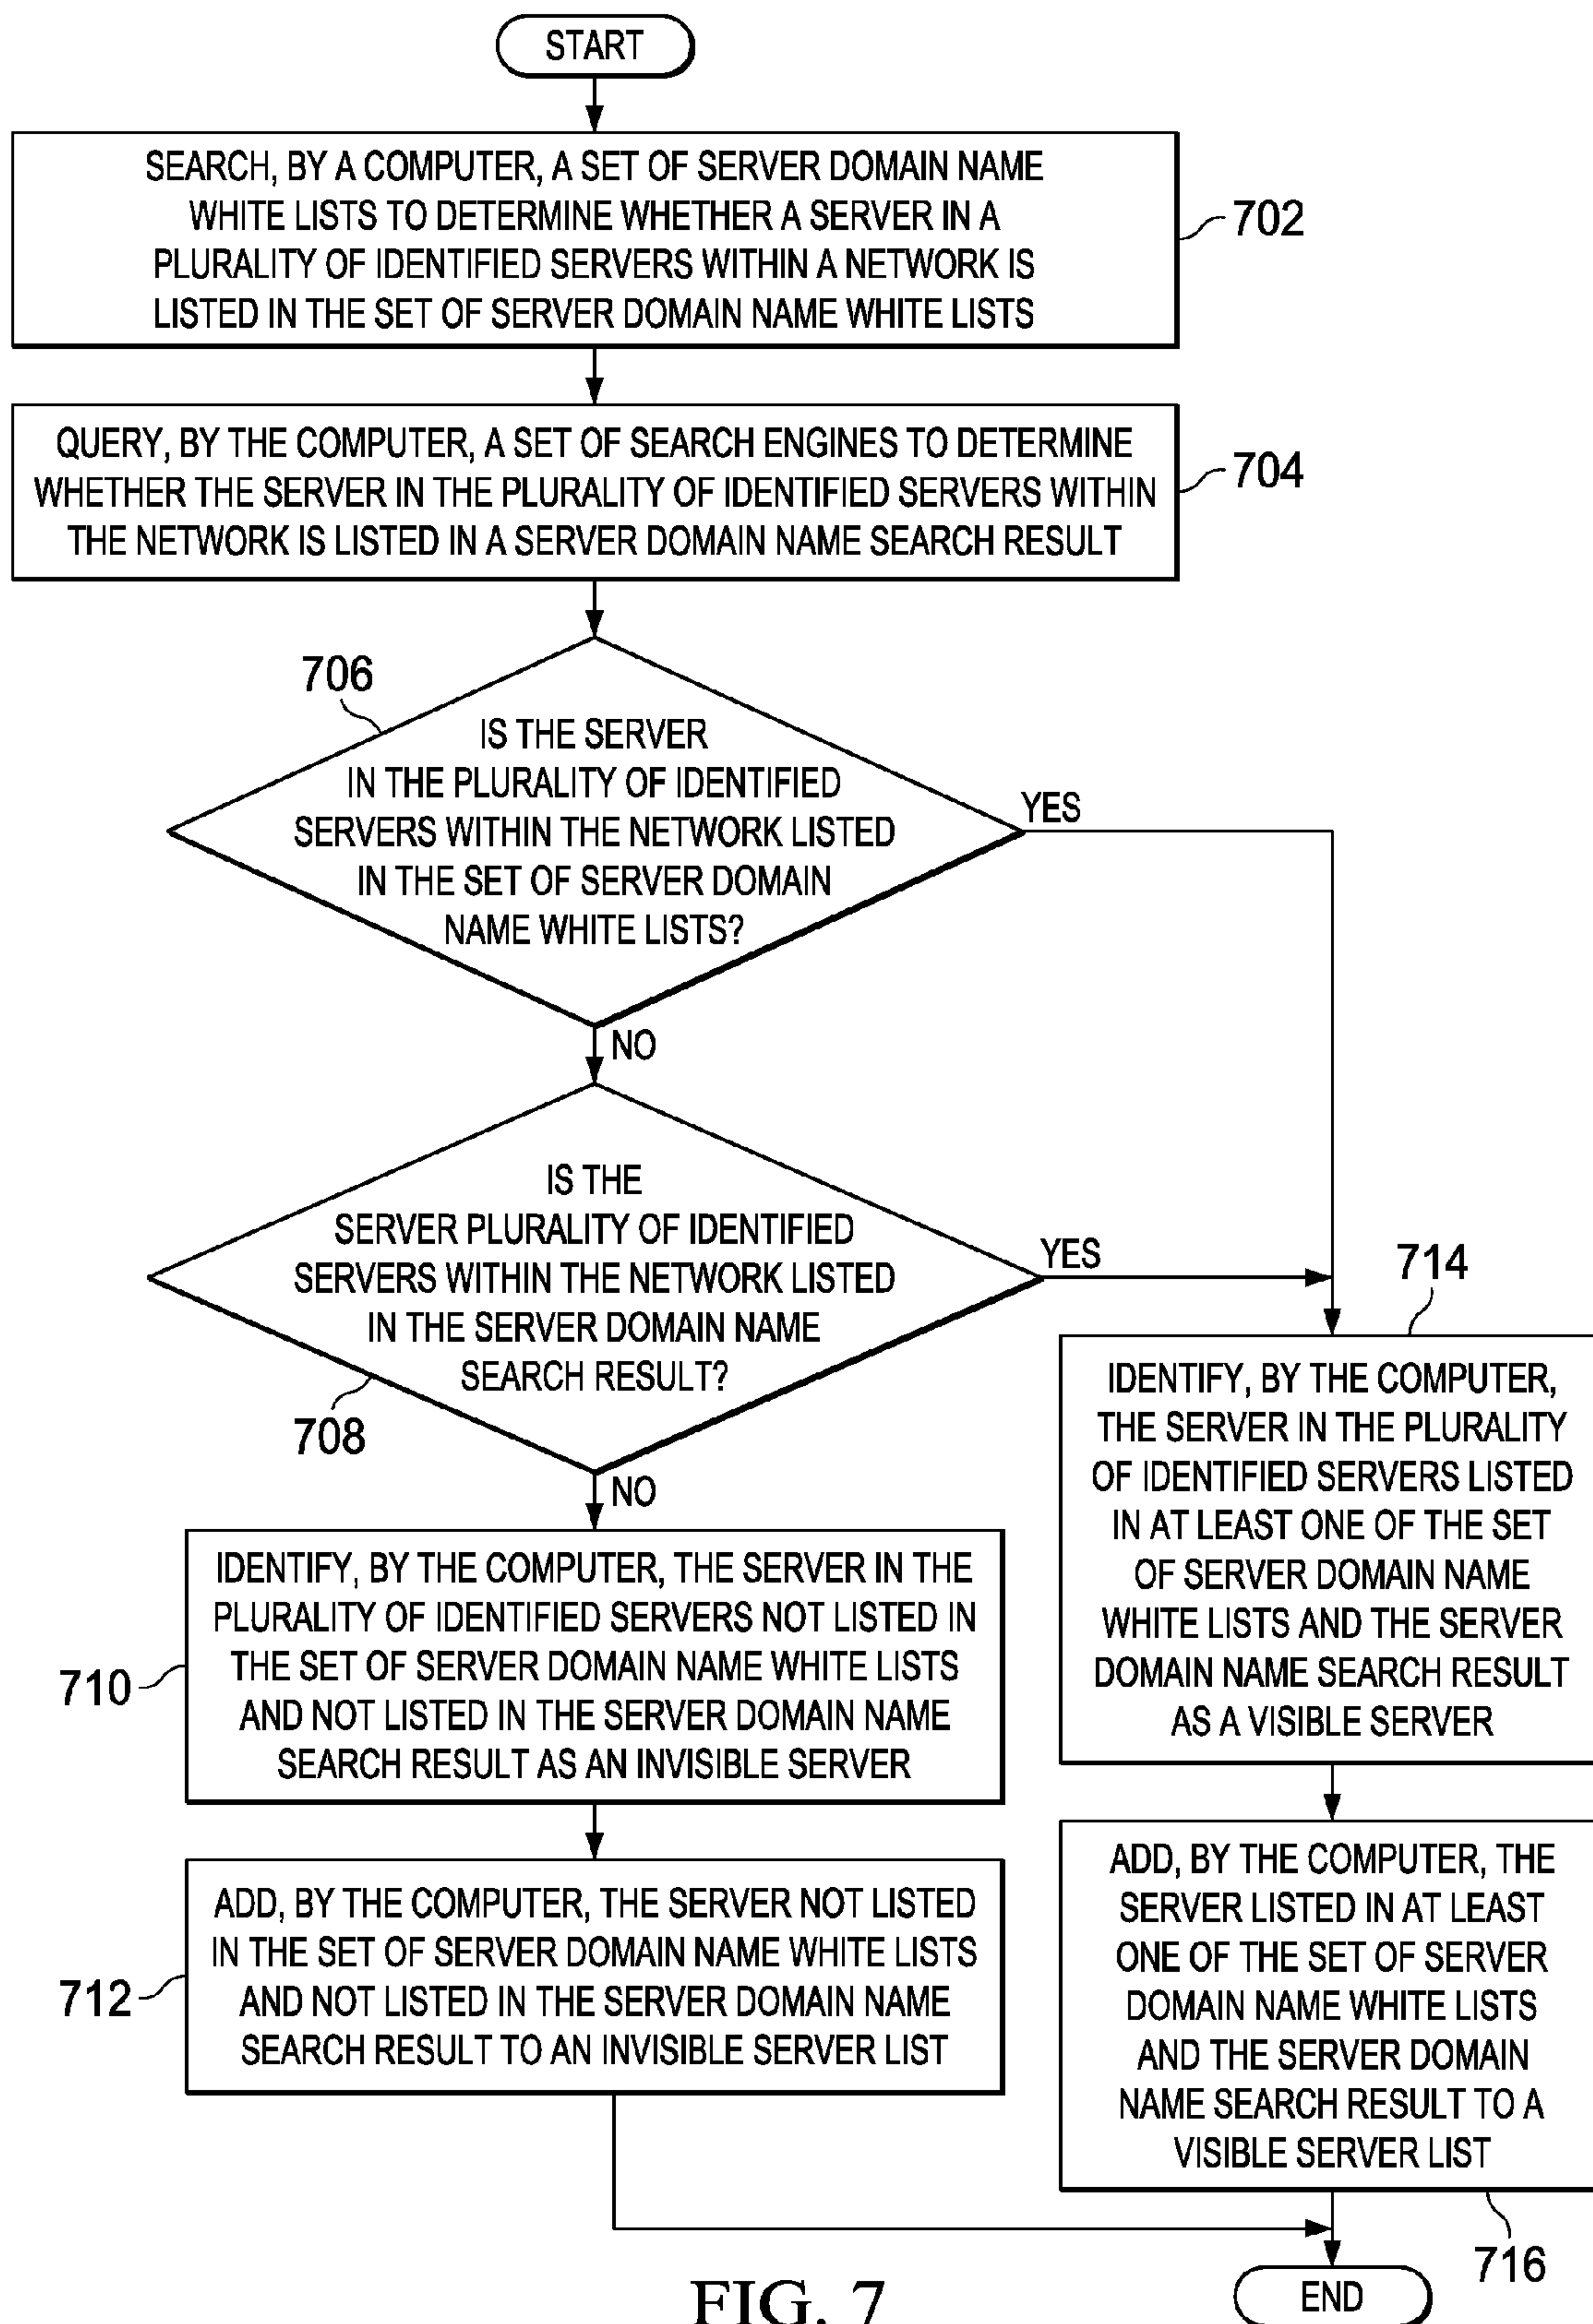 START
SEARCH, BY A COMPUTER, A SET OF SERVER DOMAIN NAME
WHITE LISTS TO DETERMINE WHETHER A SERVER IN A
PLURALITY OF IDENTIFIED SERVERS WITHIN A NETWORK IS
LISTED IN THE SET OF SERVER DOMAIN NAME WHITE LISTS
702
QUERY, BY THE COMPUTER, A SET OF SEARCH ENGINES TO DETERMINE
WHETHER THE SERVER IN THE PLURALITY OF IDENTIFIED SERVERS WITHIN
THE NETWORK IS LISTED IN A SERVER DOMAIN NAME SEARCH RESULT
704
706
IS THE SERVER
IN THE PLURALITY OF IDENTIFIED
SERVERS WITHIN THE NETWORK LISTED
IN THE SET OF SERVER DOMAIN
NAME WHITE LISTS?
YES
NO
IS THE
SERVER PLURALITY OF IDENTIFIED
SERVERS WITHIN THE NETWORK LISTED
IN THE SERVER DOMAIN NAME
SEARCH RESULT?
YES
708
NO
714
IDENTIFY, BY THE COMPUTER,
THE SERVER IN THE PLURALITY
OF IDENTIFIED SERVERS LISTED
IN AT LEAST ONE OF THE SET
OF SERVER DOMAIN NAME
WHITE LISTS AND THE SERVER
DOMAIN NAME SEARCH RESULT
AS A VISIBLE SERVER
IDENTIFY, BY THE COMPUTER, THE SERVER IN THE
PLURALITY OF IDENTIFIED SERVERS NOT LISTED IN
THE SET OF SERVER DOMAIN NAME WHITE LISTS
AND NOT LISTED IN THE SERVER DOMAIN NAME
SEARCH RESULT AS AN INVISIBLE SERVER
710
ADD, BY THE COMPUTER, THE SERVER NOT LISTED
IN THE SET OF SERVER DOMAIN NAME WHITE LISTS
AND NOT LISTED IN THE SERVER DOMAIN NAME
SEARCH RESULT TO AN INVISIBLE SERVER LIST
712
ADD, BY THE COMPUTER, THE
SERVER LISTED IN AT LEAST
ONE OF THE SET OF SERVER
DOMAIN NAME WHITE LISTS
AND THE SERVER DOMAIN
NAME SEARCH RESULT TO A
VISIBLE SERVER LIST
716
END
FIG. 7